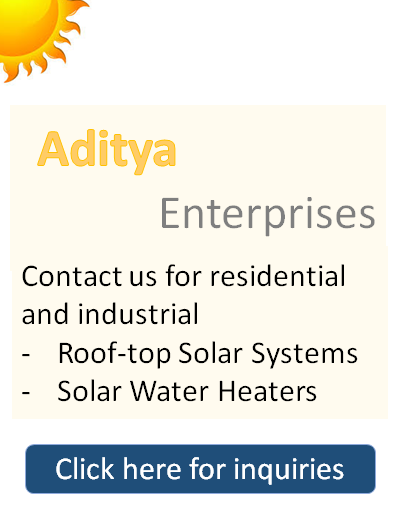 Aditya
Enterprises
Contact us for residential
and industrial
- Roof-top Solar Systems
- Solar Water Heaters
Click here for inquiries